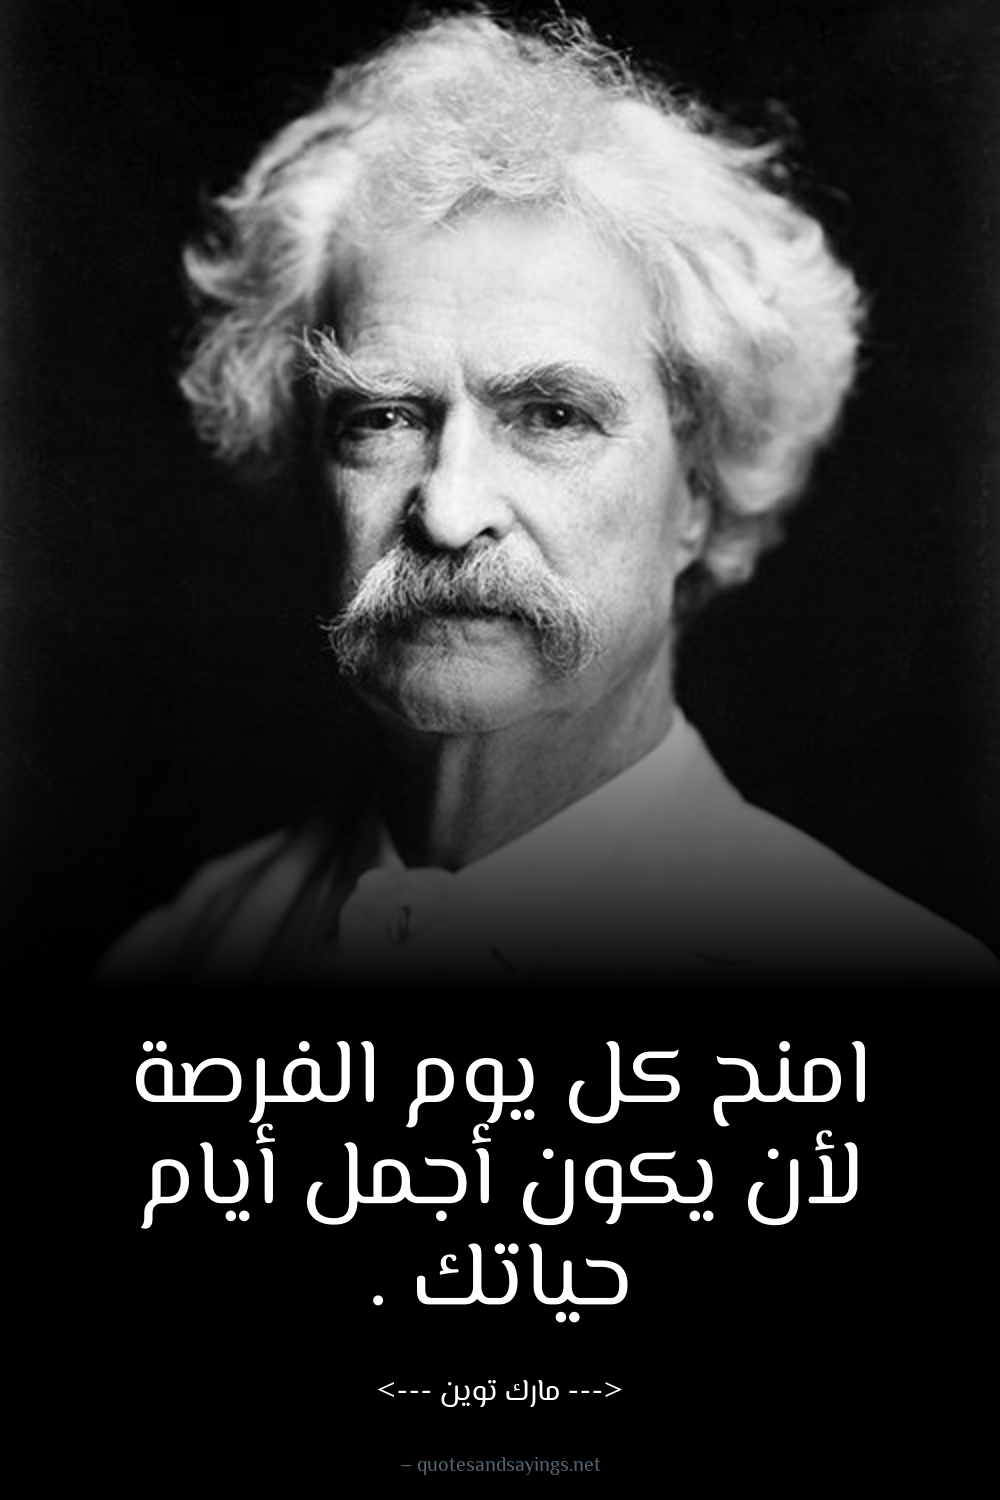 امنح كل يوم الفرصة
لأن يكون أجمل أيام
حياتك .
<--- مارك توين --->
– quotesandsayings.net